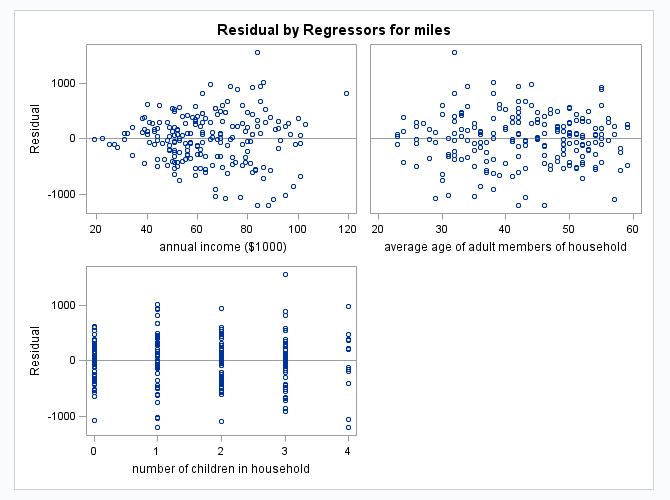 Residual by Regressors for miles
1000
0
-1000
Residual
20 40 60 80 100 120
annual income ($1000)
20 30 40 50 60
average age of adult members of household
1000
0
-1000
Residual
0 1 2 3 4
number of children in household